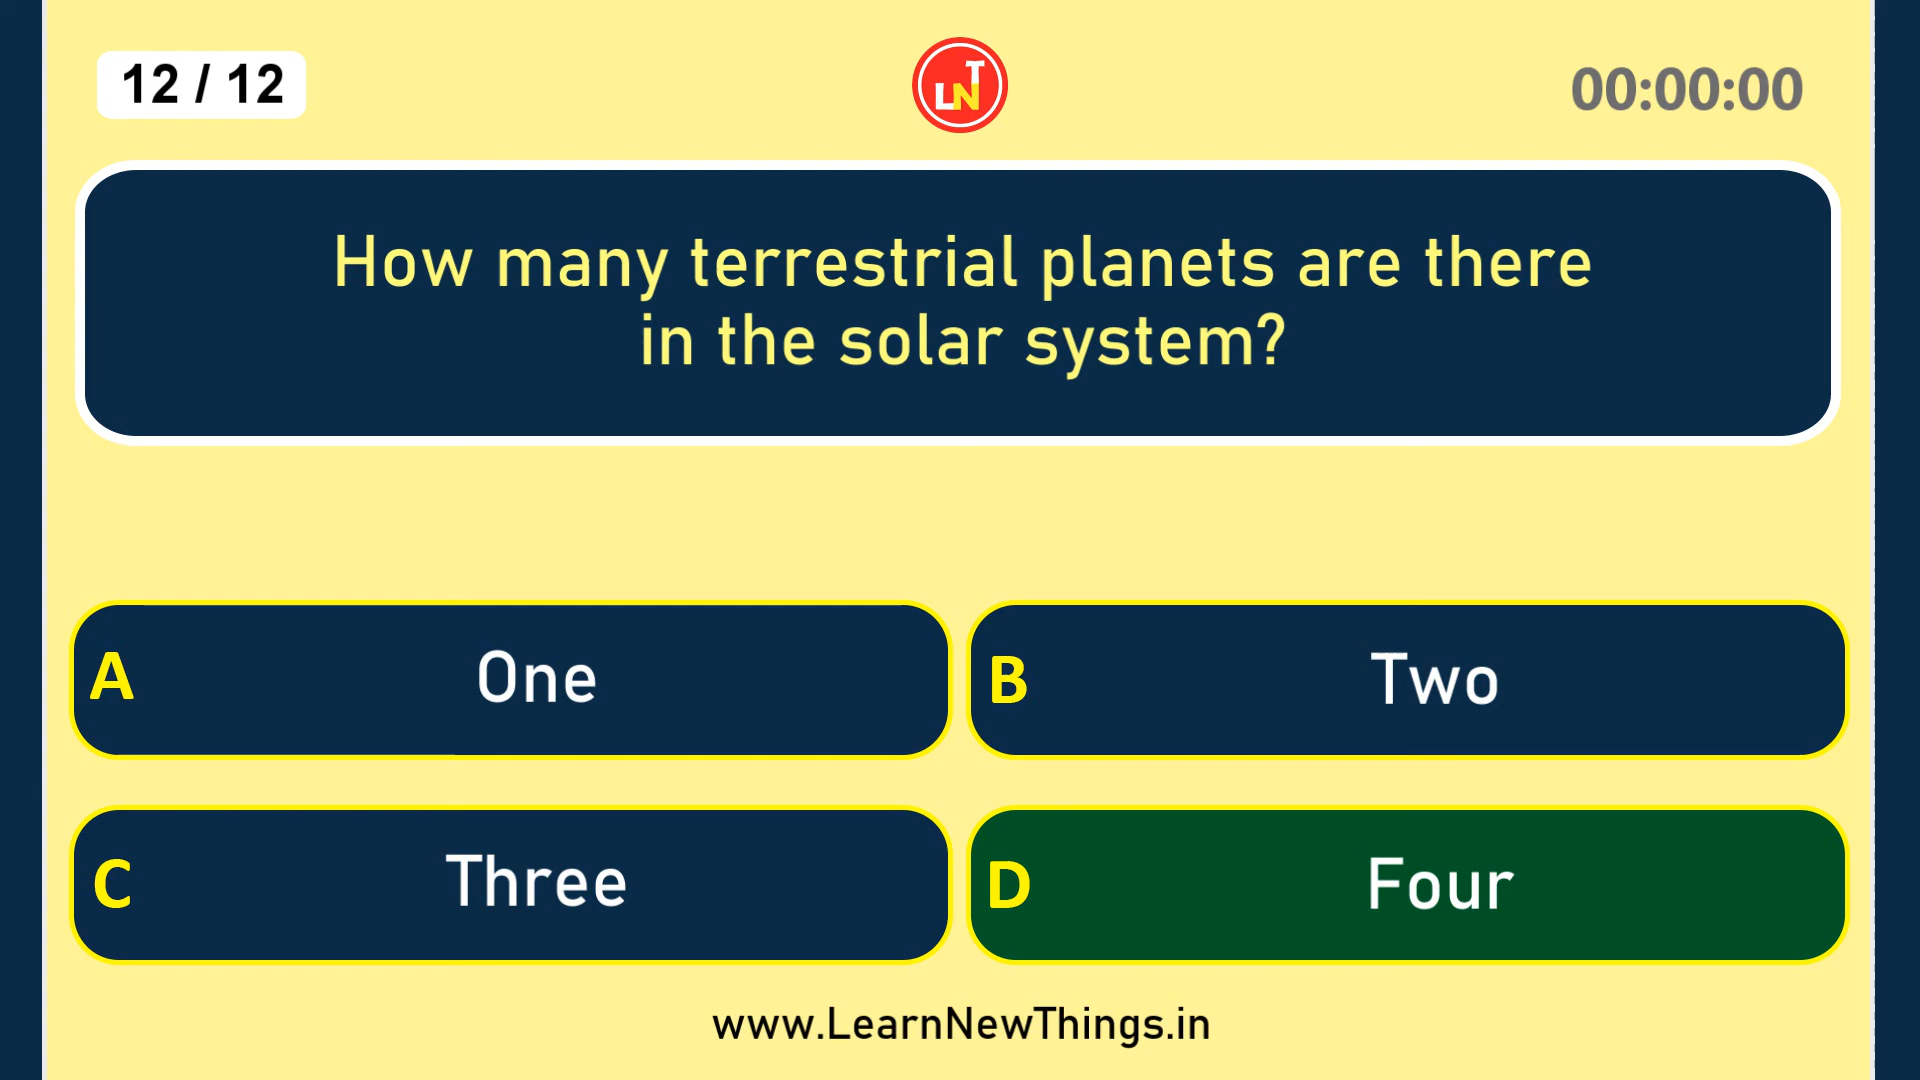 12 / 12
LNT
00:00:00
How many terrestrial planets are there
in the solar system?
A One
B Two
C Three
D Four
www.LearnNewThings.in